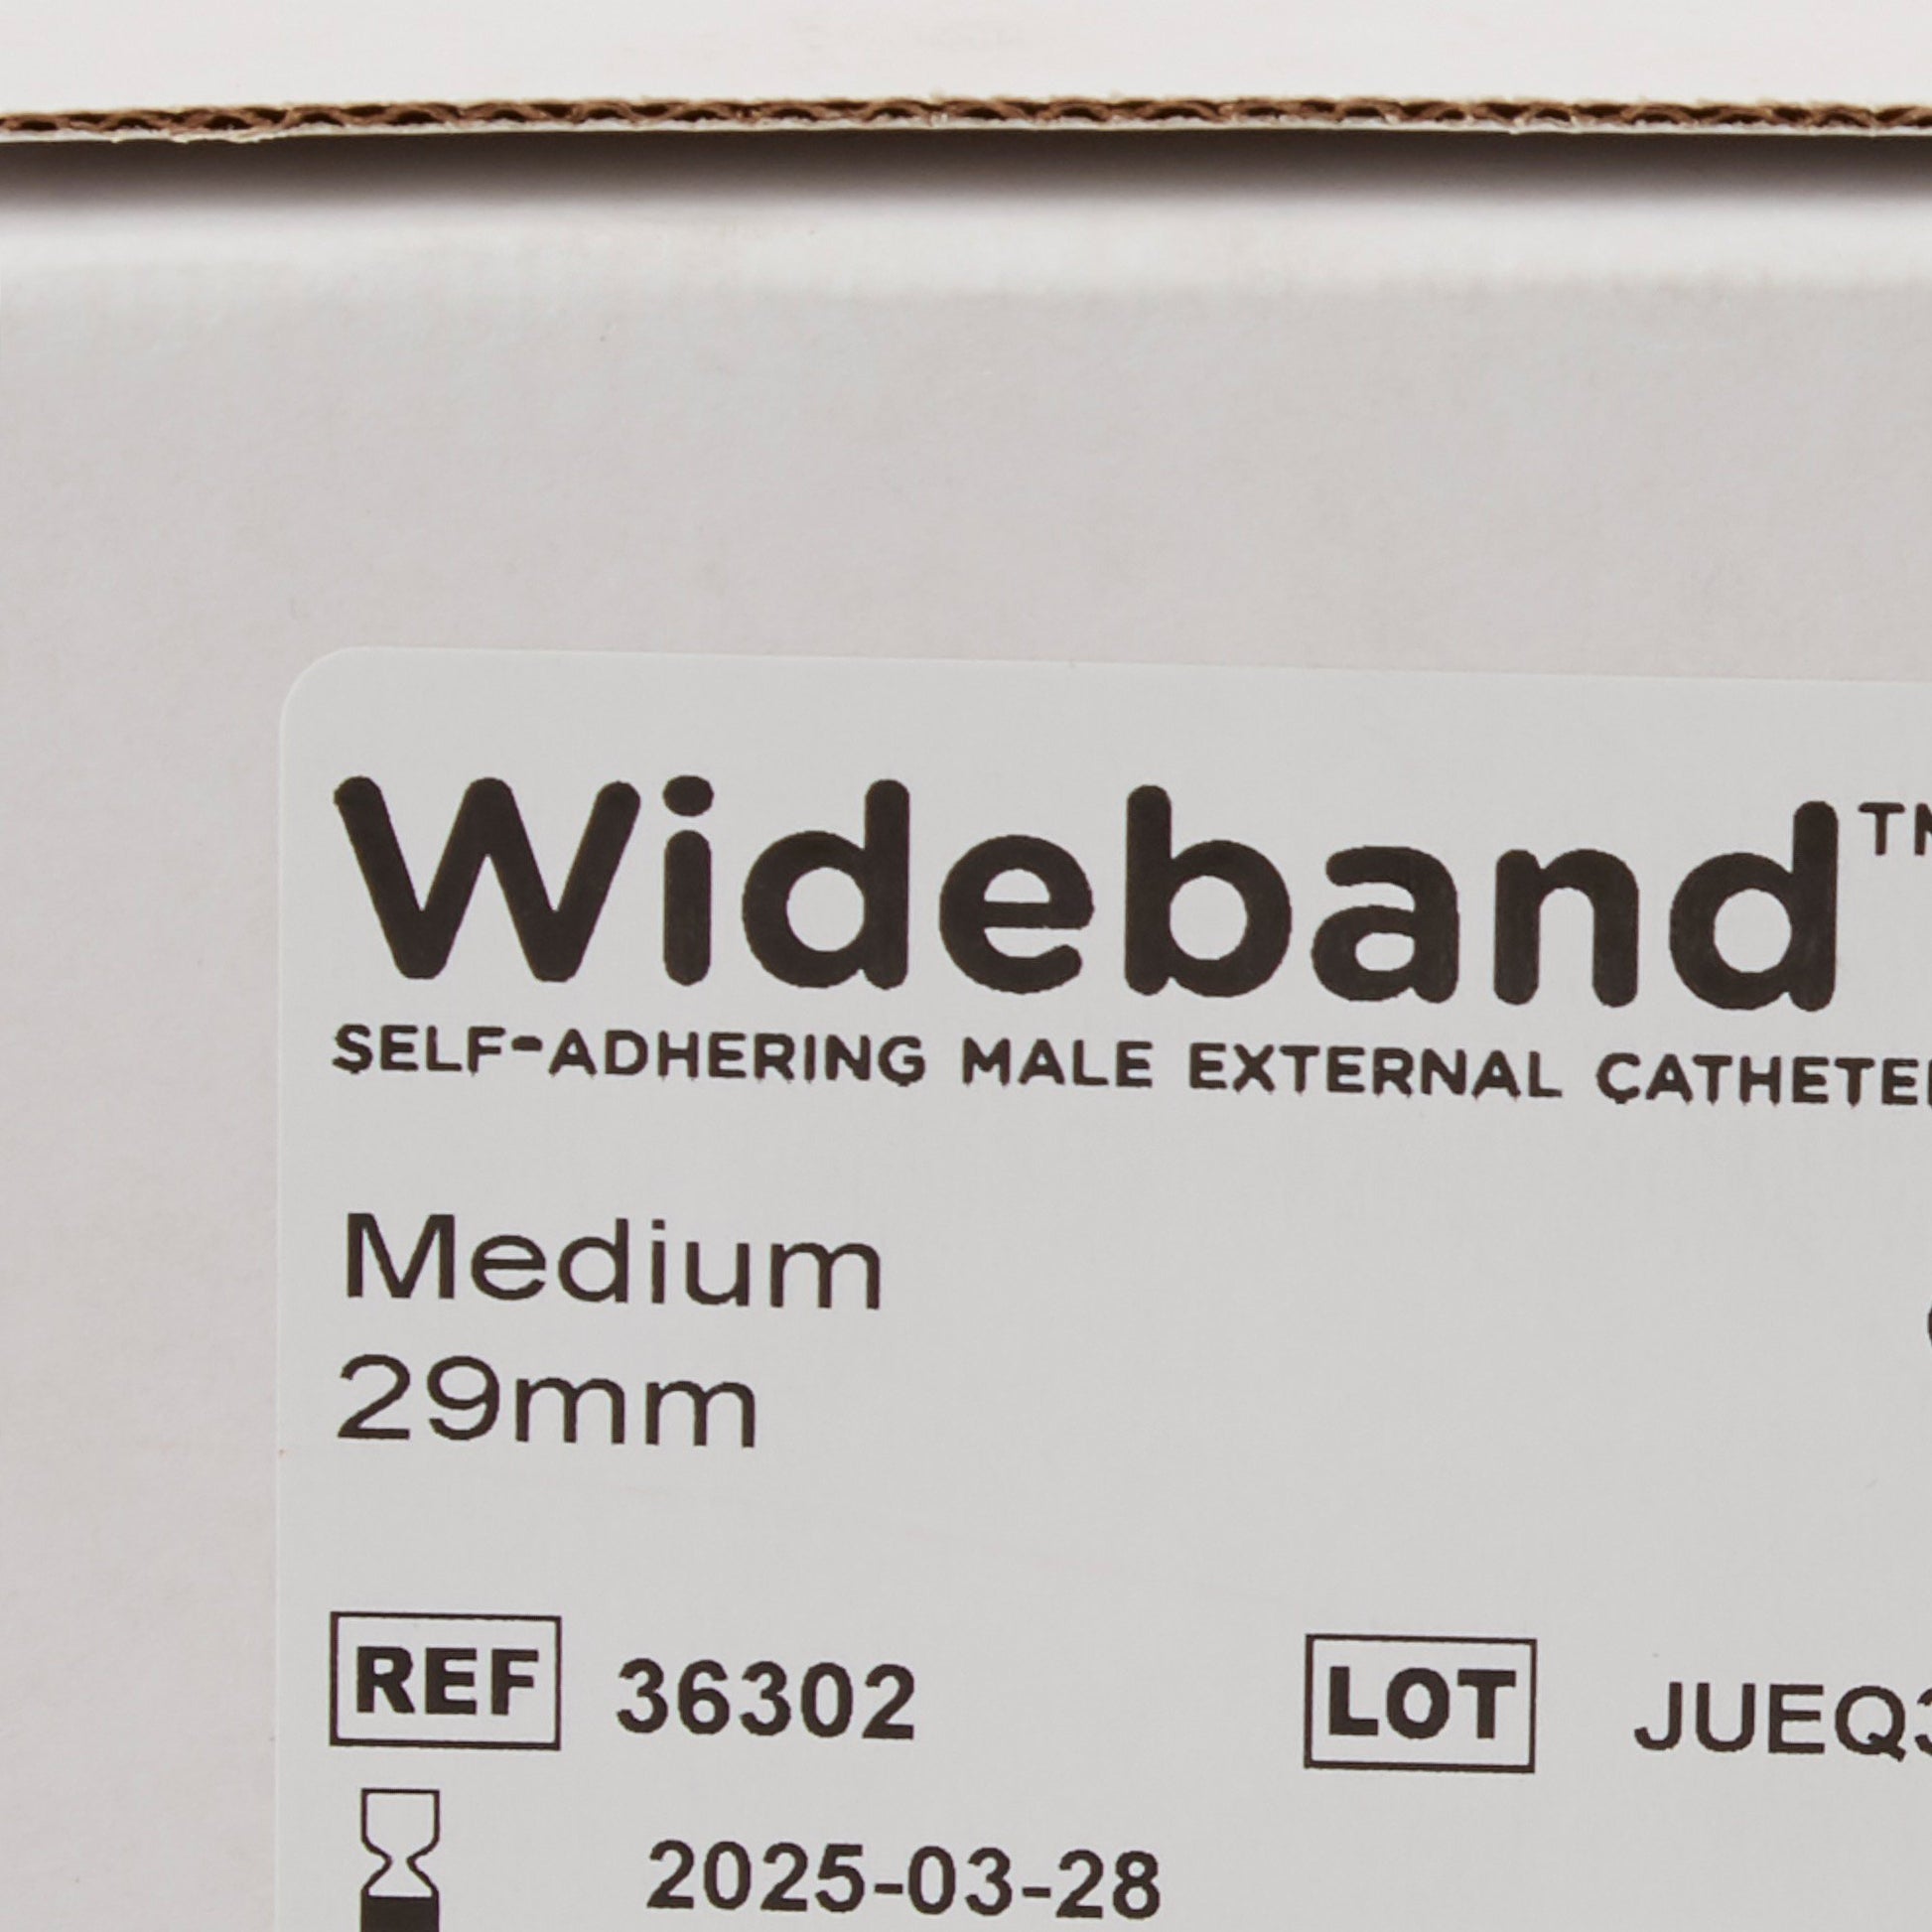 Wideband™
SELF-ADHERING MALE EXTERNAL
Medium
29mm
REF 36302 LOT
2025-03-28